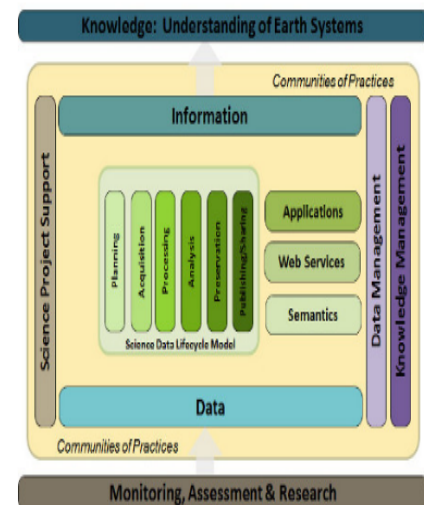 Knowledge: Understanding of Earth Systems
Communities of Practices
Information
Science Project Support
Planning
Acquisition
Processing
Analysis
Preservation
Publishing/Sharing
Science Data Lifecycle Model
Applications
Web Services
Semantics
Data Management
Knowledge Management
Data
Communities of Practices
Monitoring, Assessment & Research